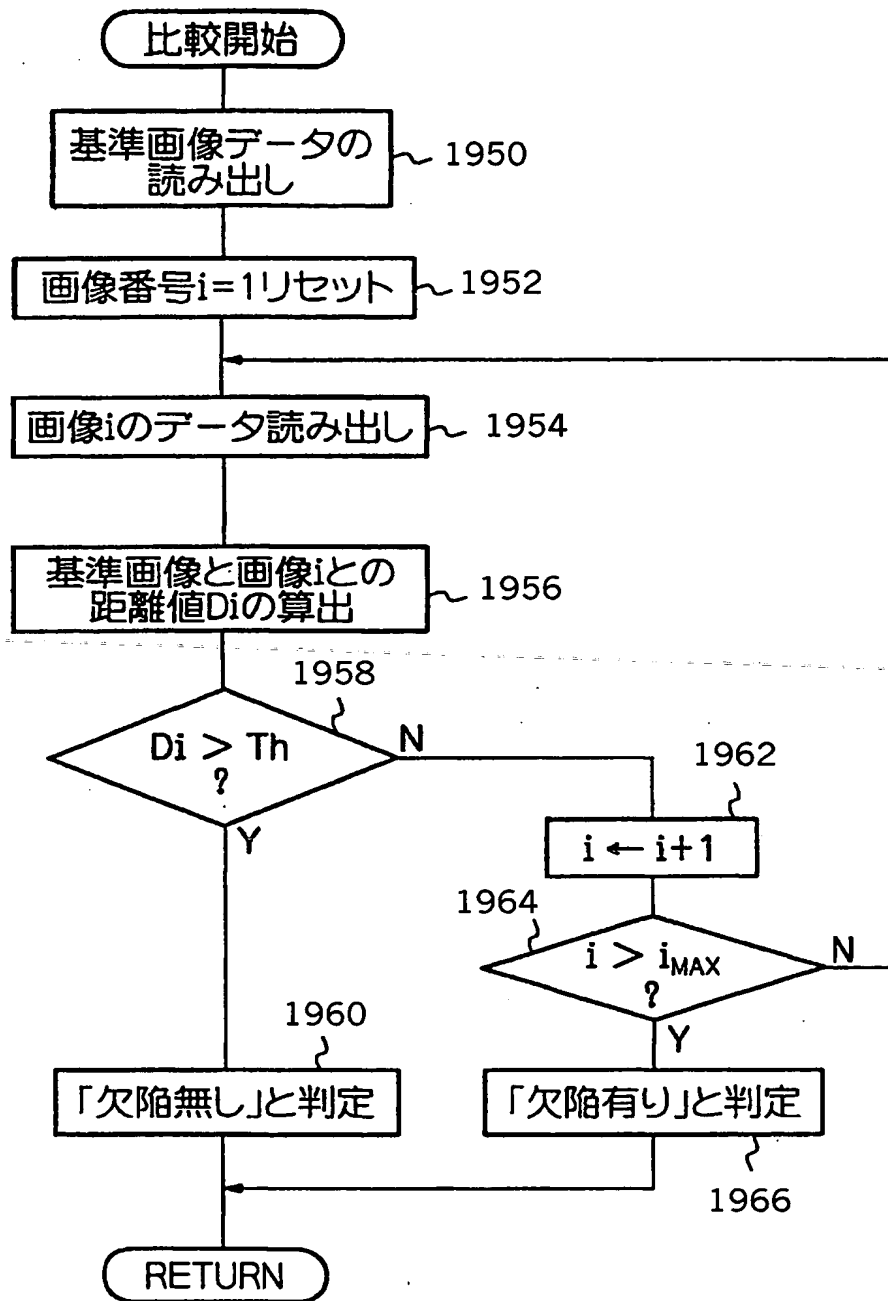 比較開始
基準画像データの
読み出し
1950
画像番号i=1リセット
1952
画像iのデータ読み出し
1954
基準画像と画像iとの
距離値Diの算出
1956
1958
Di > Th
?
N
Y
1962
i ← i+1
1964
i > iMAX
?
N
Y
1960
「欠陥無し」と判定
「欠陥有り」と判定
1966
RETURN